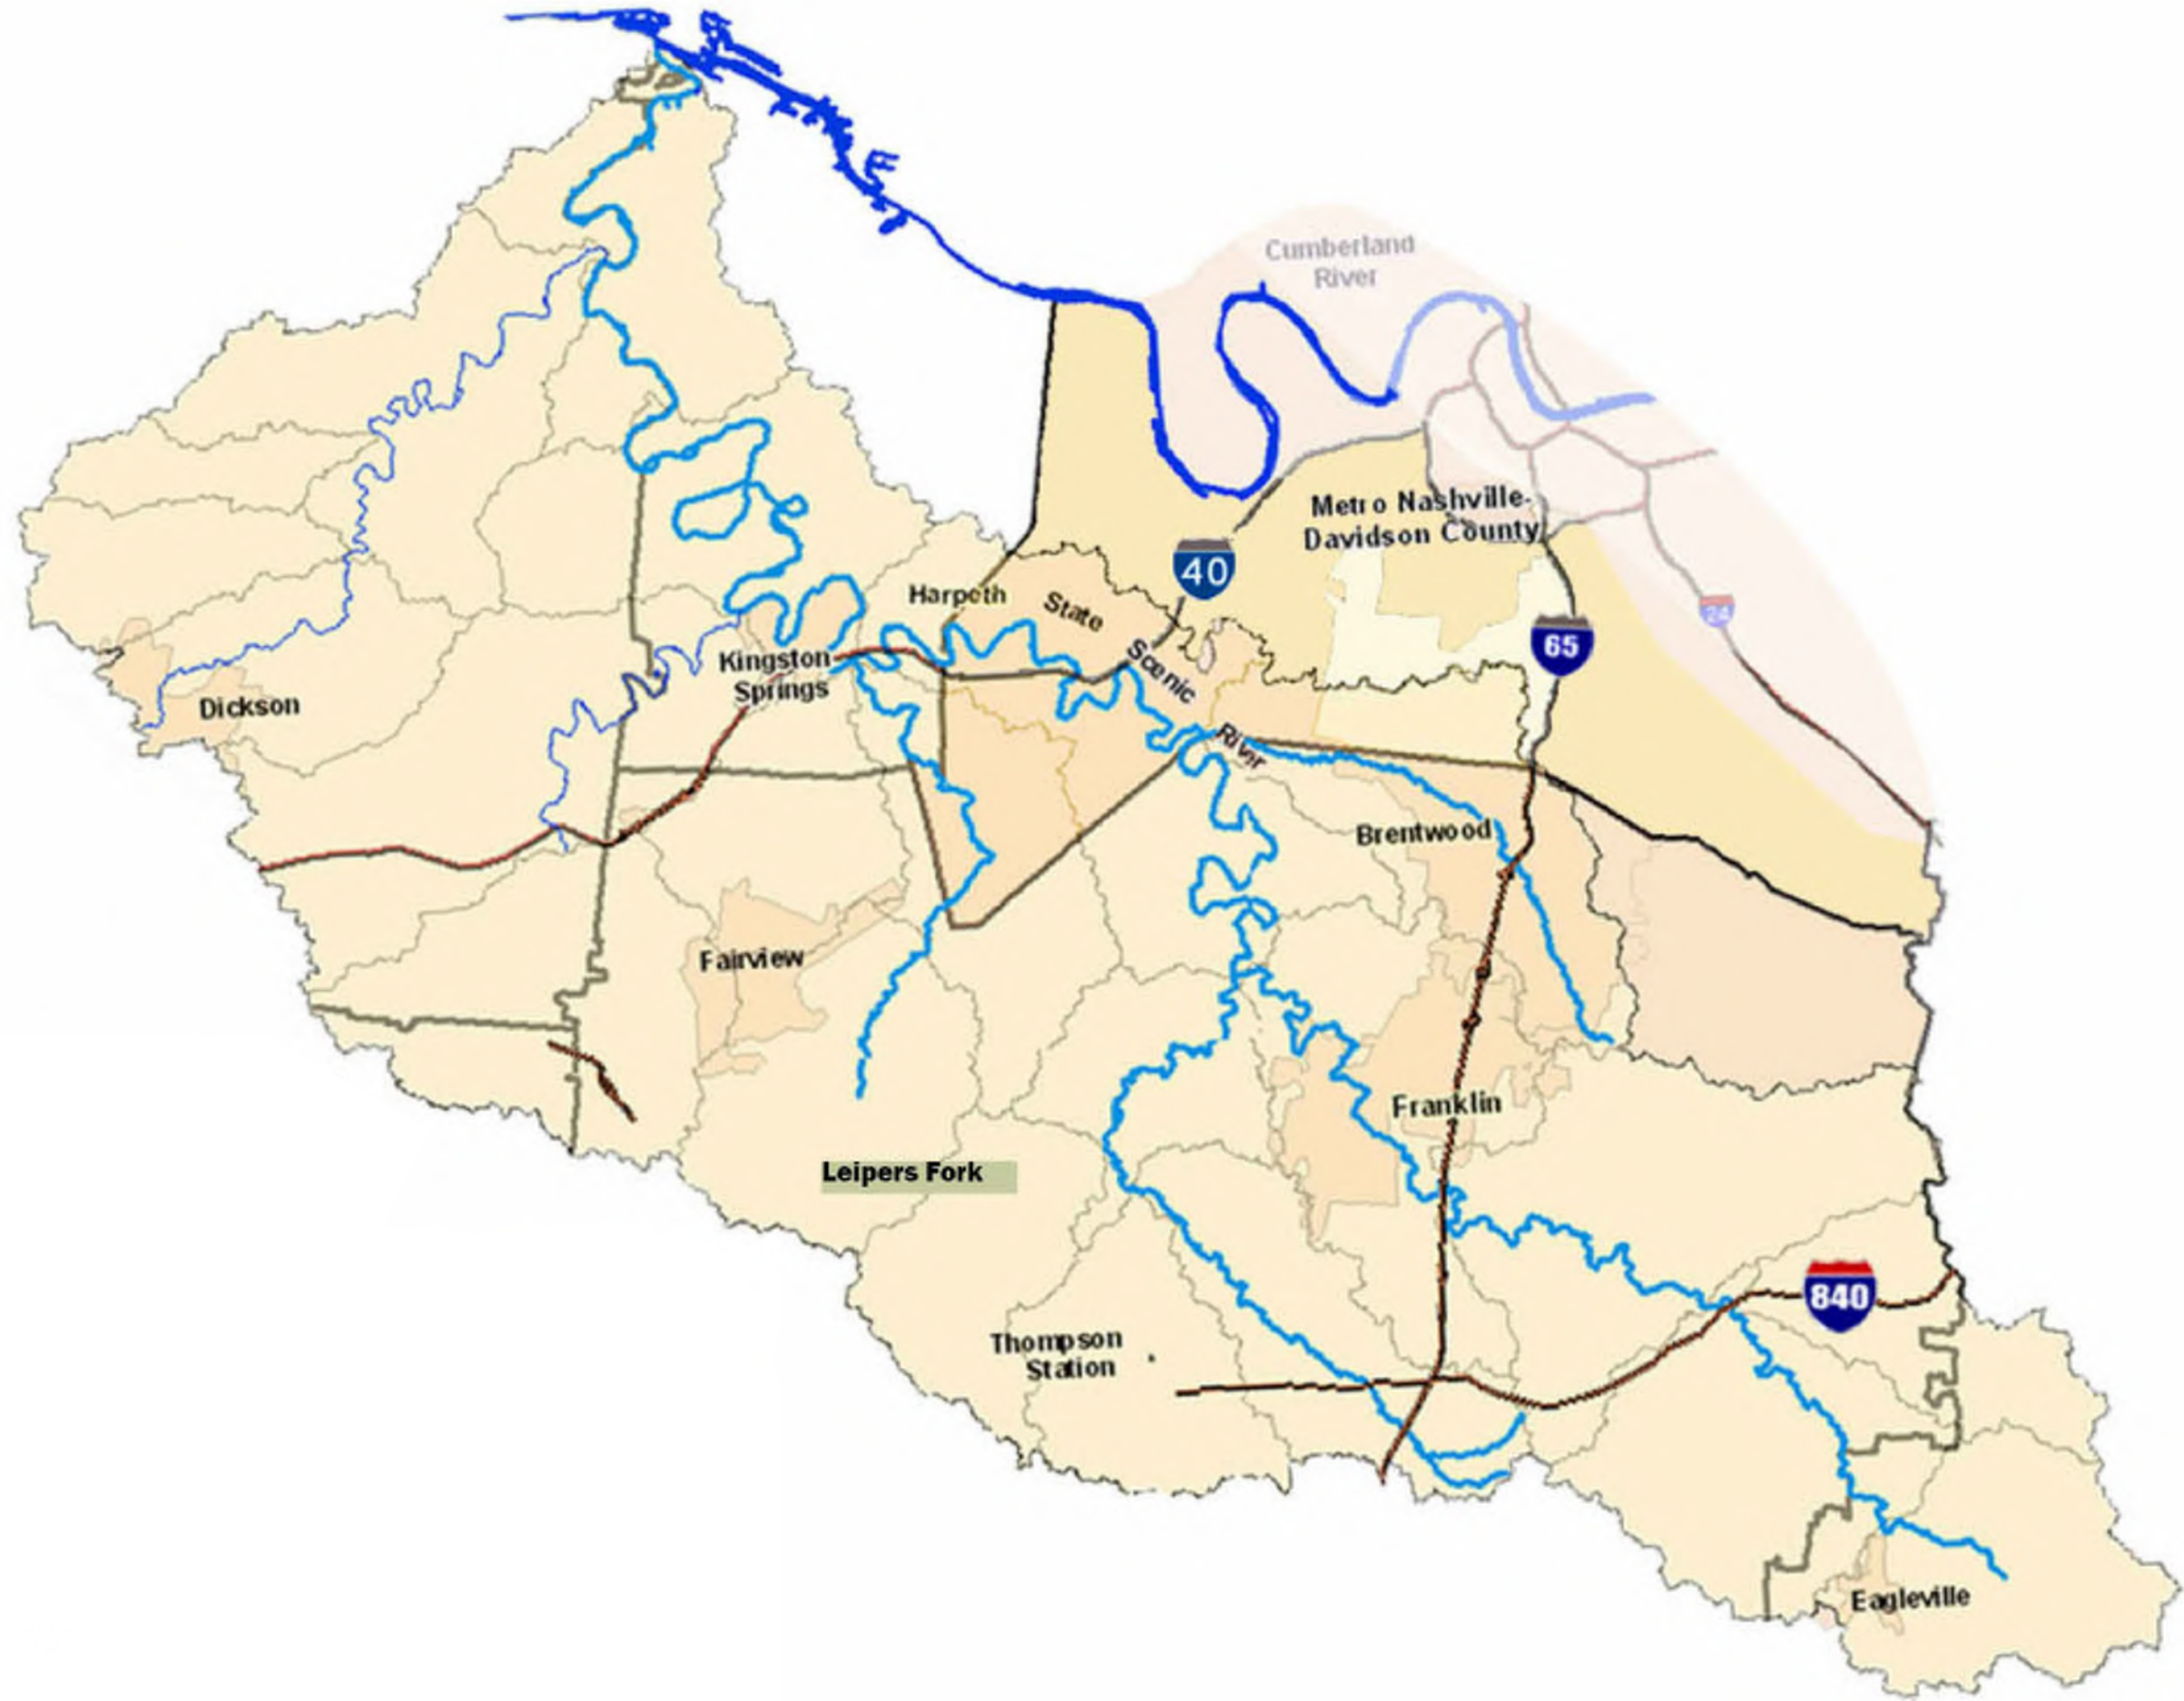 Cumberland
River
Metro Nashville-
Davidson County
40
Harpeth
State
24
65
Scenic
Kingston
Springs
Dickson
River
Brentwood
Fairview
Franklin
Leipers Fork
840
Thompson
Station
Eagleville